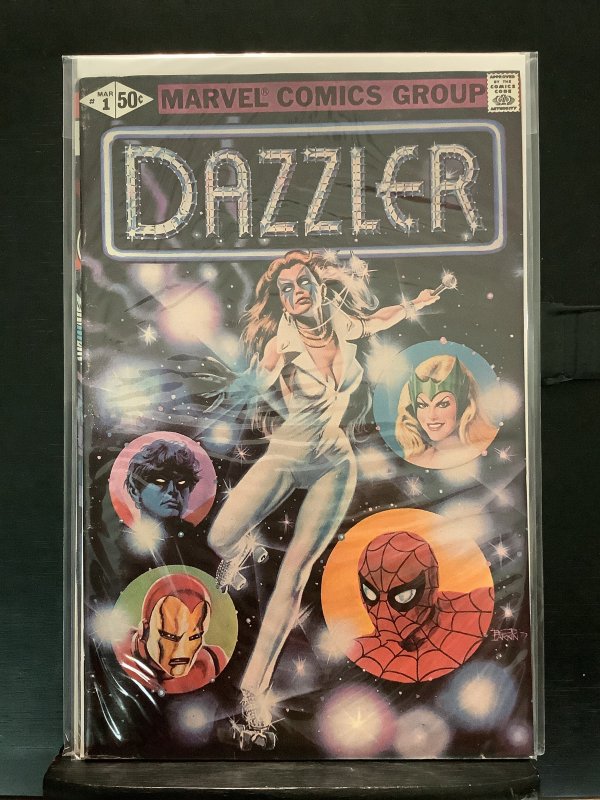 MAR
# 1
50¢
MARVEL® COMICS GROUP
APPROVED
BY THE
COMICS
CODE
AUTHORITY
DAZZLER